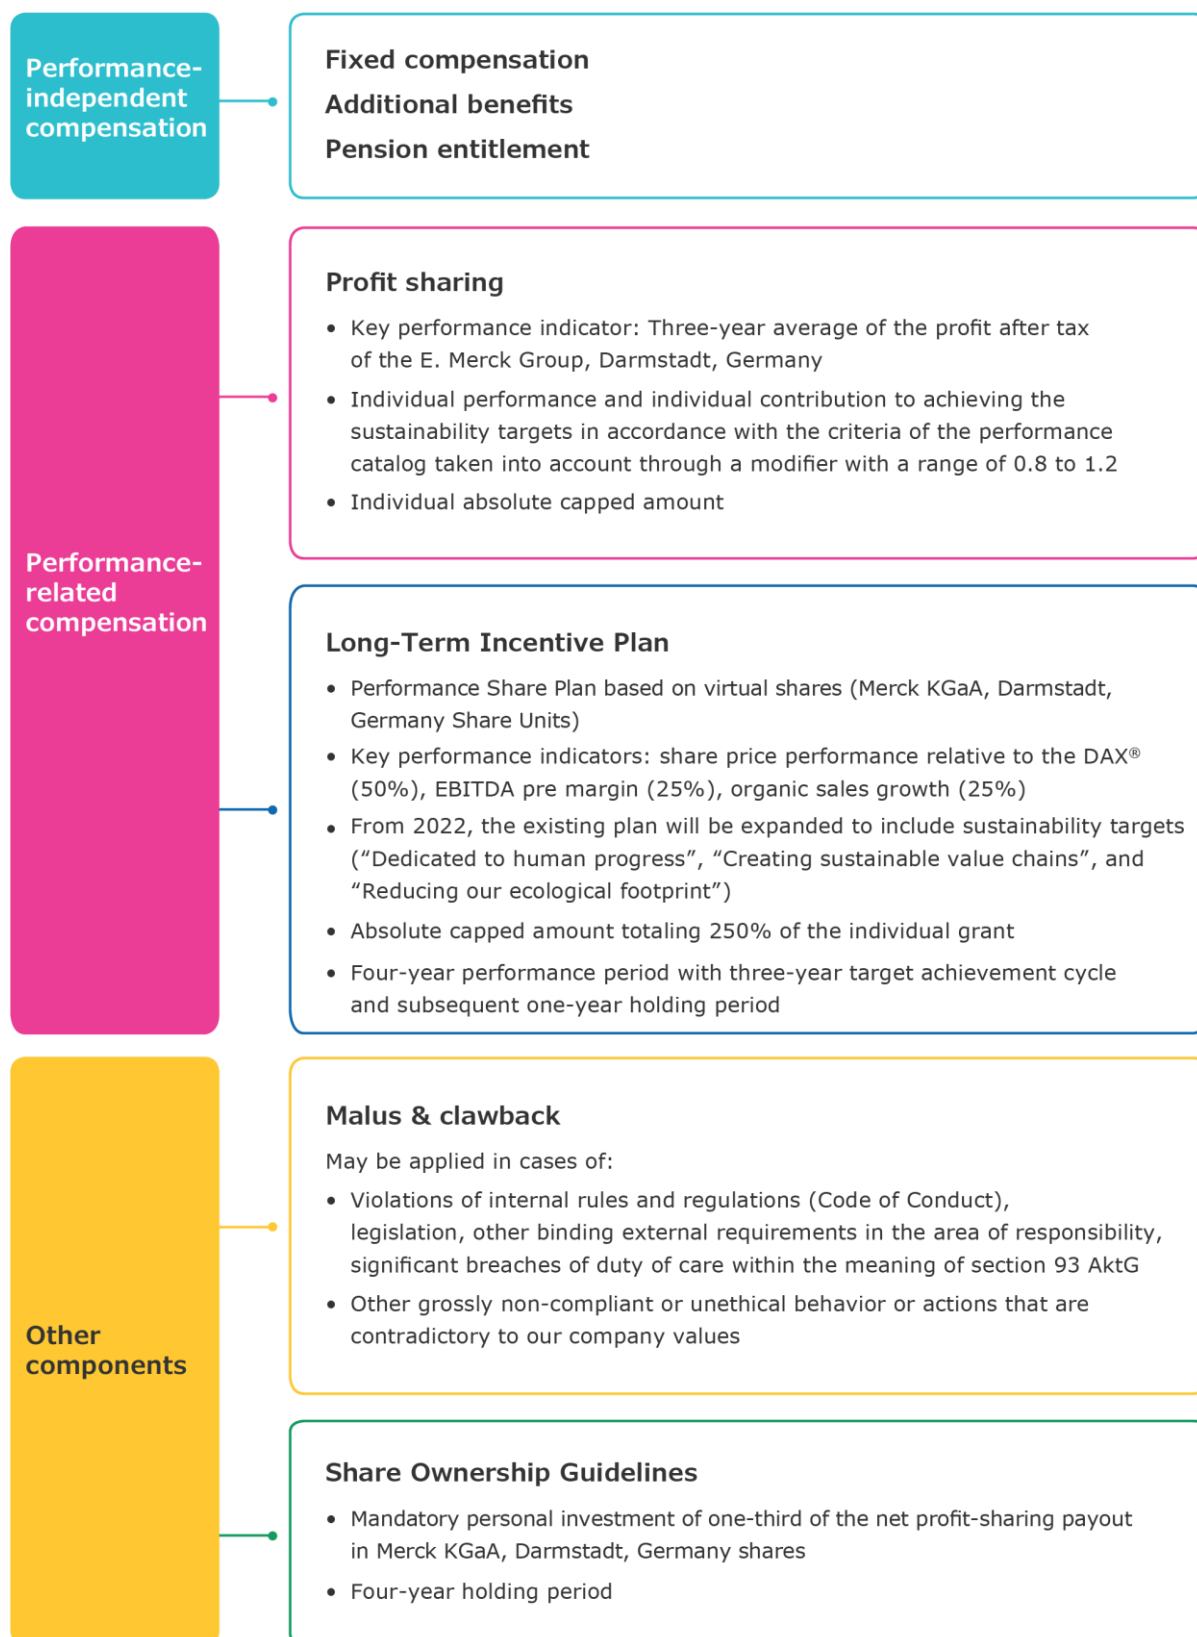 Performance-
independent
compensation
Fixed compensation
Additional benefits
Pension entitlement
Performance-
related
compensation
Profit sharing
• Key performance indicator: Three-year average of the profit after tax
of the E. Merck Group, Darmstadt, Germany
• Individual performance and individual contribution to achieving the
sustainability targets in accordance with the criteria of the performance
catalog taken into account through a modifier with a range of 0.8 to 1.2
• Individual absolute capped amount
Long-Term Incentive Plan
• Performance Share Plan based on virtual shares (Merck KGaA, Darmstadt,
Germany Share Units)
• Key performance indicators: share price performance relative to the DAX®
(50%), EBITDA pre margin (25%), organic sales growth (25%)
• From 2022, the existing plan will be expanded to include sustainability targets
(“Dedicated to human progress”, “Creating sustainable value chains”, and
“Reducing our ecological footprint”)
• Absolute capped amount totaling 250% of the individual grant
• Four-year performance period with three-year target achievement cycle
and subsequent one-year holding period
Other
components
Malus & clawback
May be applied in cases of:
• Violations of internal rules and regulations (Code of Conduct),
legislation, other binding external requirements in the area of responsibility,
significant breaches of duty of care within the meaning of section 93 AktG
• Other grossly non-compliant or unethical behavior or actions that are
contradictory to our company values
Share Ownership Guidelines
• Mandatory personal investment of one-third of the net profit-sharing payout
in Merck KGaA, Darmstadt, Germany shares
• Four-year holding period